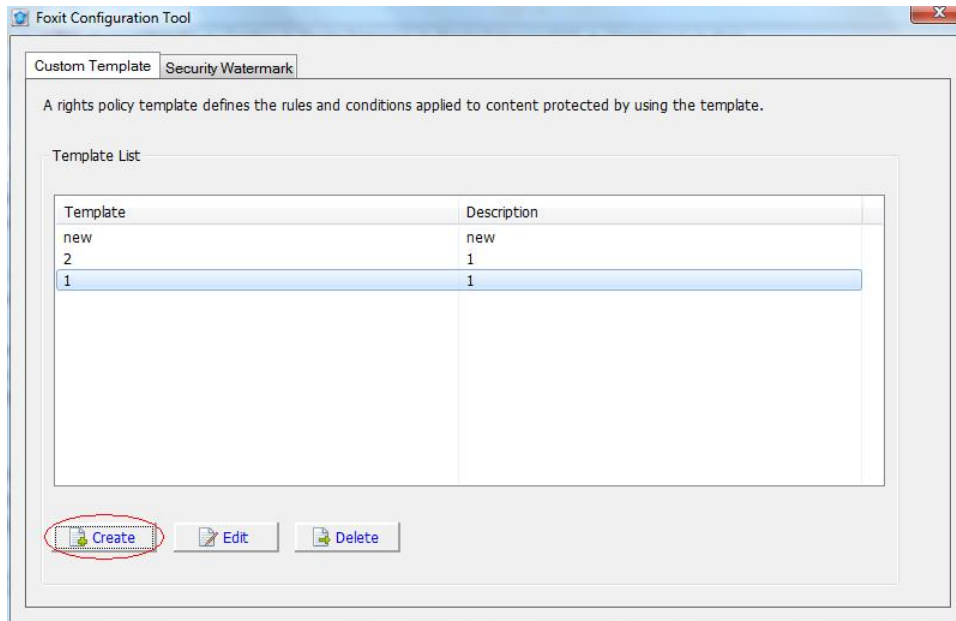 Foxit Configuration Tool
Custom Template Security Watermark
A rights policy template defines the rules and conditions applied to content protected by using the template.
Template List
Template Description
new new
2 1
1 1
Create Edit Delete